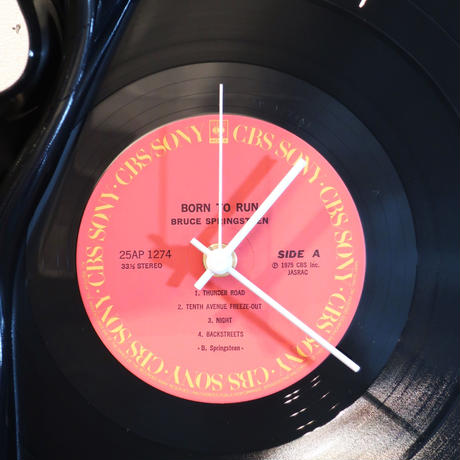 CBS SONY · CBS SONY · CBS SONY · CBS SONY · CBS SONY · CBS SONY · CBS SONY
BORN TO RUN
BRUCE SPRINGSTEEN
25AP 1274
33⅓ STEREO
SIDE A
Ⓟ 1975 CBS Inc.
JASRAC
1. THUNDER ROAD
2. TENTH AVENUE FREEZE-OUT
3. NIGHT
4. BACKSTREETS
-B. Springsteen-